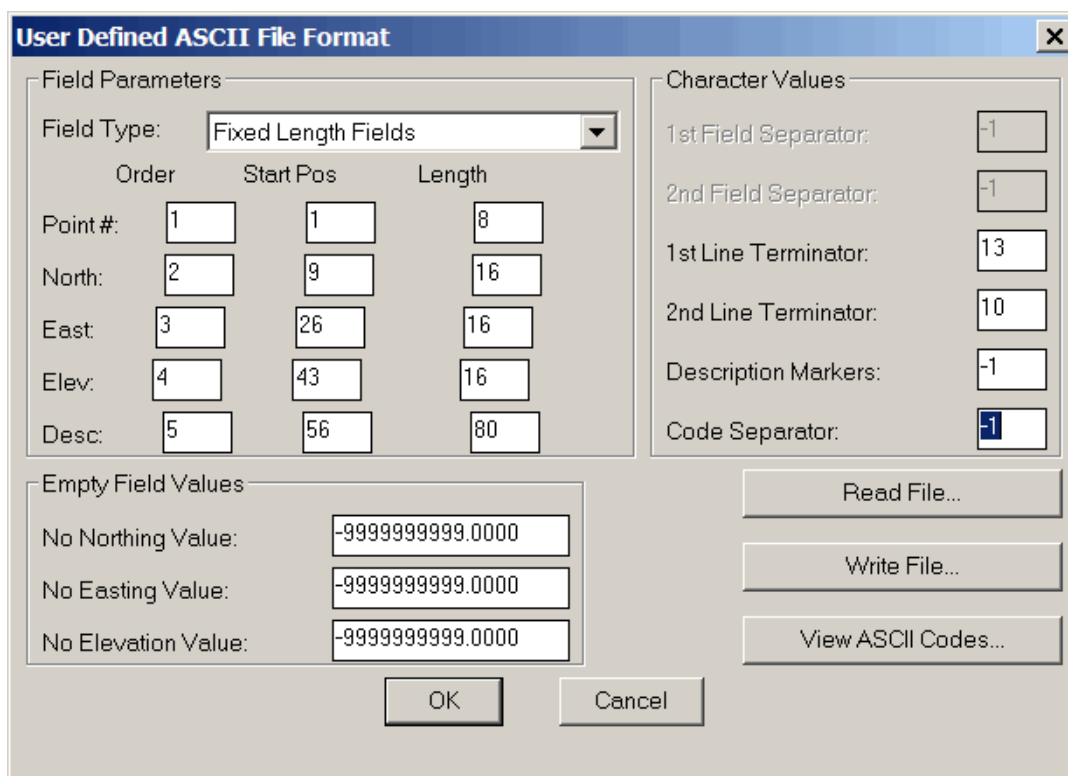 User Defined ASCII File Format
Field Parameters
Field Type: Fixed Length Fields
Order Start Pos Length
Point #: 1 1 8
North: 2 9 16
East: 3 26 16
Elev: 4 43 16
Desc: 5 56 80
Character Values
1st Field Separator: -1
2nd Field Separator: -1
1st Line Terminator: 13
2nd Line Terminator: 10
Description Markers: -1
Code Separator: -1
Empty Field Values
No Northing Value: -9999999999.0000
No Easting Value: -9999999999.0000
No Elevation Value: -9999999999.0000
Read File...
Write File...
View ASCII Codes...
OK Cancel